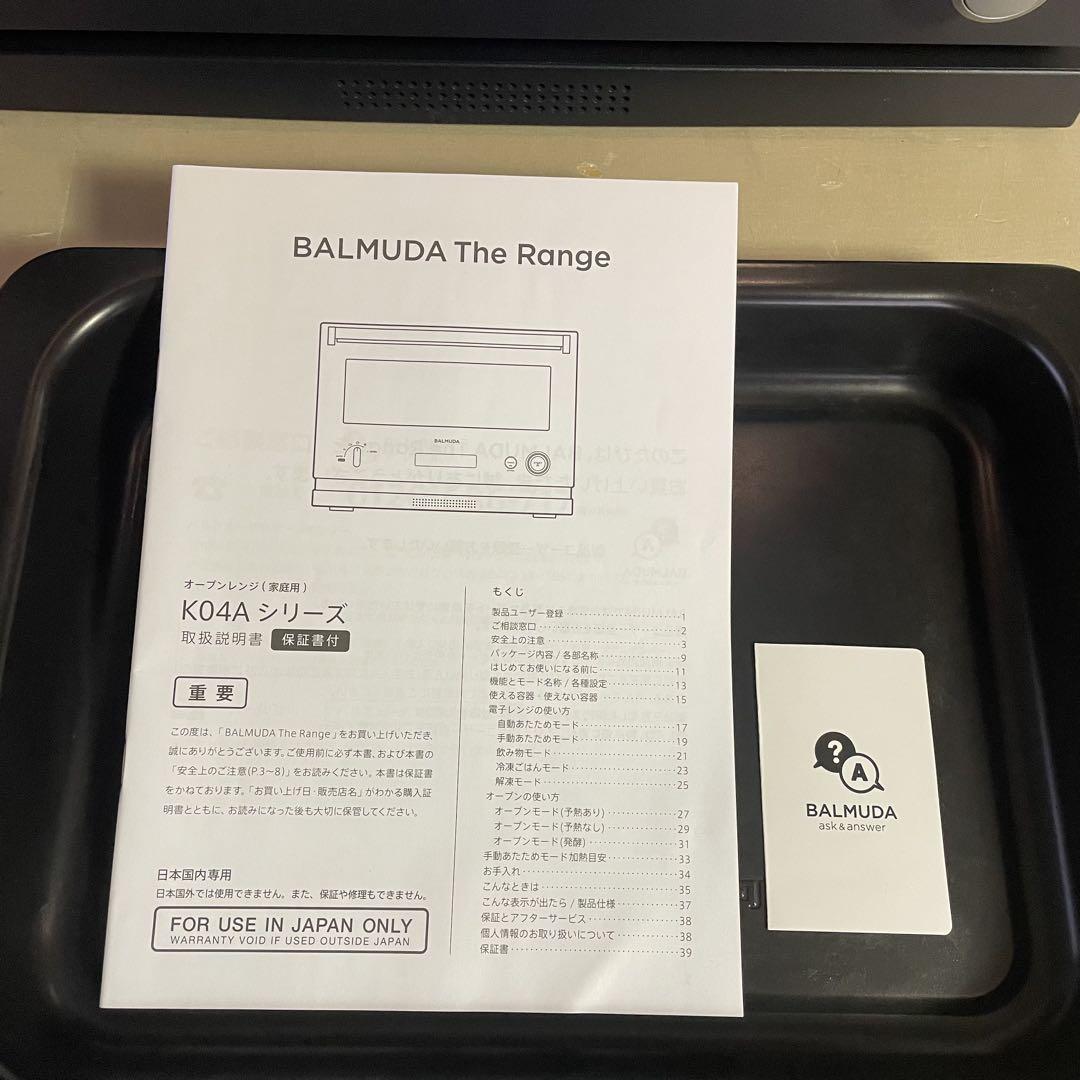 BALMUDA The Range
BALMUDA
オーブンレンジ(家庭用)
K04A シリーズ
取扱説明書 保証書付
重要
この度は、「BALMUDA The Range」をお買い上げいただき、
誠にありがとうございます。ご使用前に必ず本書、および本書の
「安全上のご注意(P.3〜8)」をお読みください。本書は保証書
をかねております。「お買い上げ日・販売店名」がわかる購入証
明書とともに、お読みになった後も大切に保管してください。
日本国内専用
日本国外では使用できません。また、保証や修理もできません。
FOR USE IN JAPAN ONLY
WARRANTY VOID IF USED OUTSIDE JAPAN
もくじ
製品ユーザー登録 1
ご相談窓口 2
安全上の注意 3
パッケージ内容 / 各部名称 9
はじめてお使いになる前に 11
機能とモード名称 / 各種設定 13
使える容器・使えない容器 15
電子レンジの使い方
自動あたためモード 17
手動あたためモード 19
飲み物モード 21
冷凍ごはんモード 23
解凍モード 25
オーブンの使い方
オーブンモード(予熱あり) 27
オーブンモード(予熱なし) 29
オーブンモード(発酵) 31
手動あたためモード加熱目安 33
お手入れ 34
こんなときは 35
こんな表示が出たら / 製品仕様 37
保証とアフターサービス 38
個人情報のお取り扱いについて 38
保証書 39
? A
BALMUDA
ask & answer